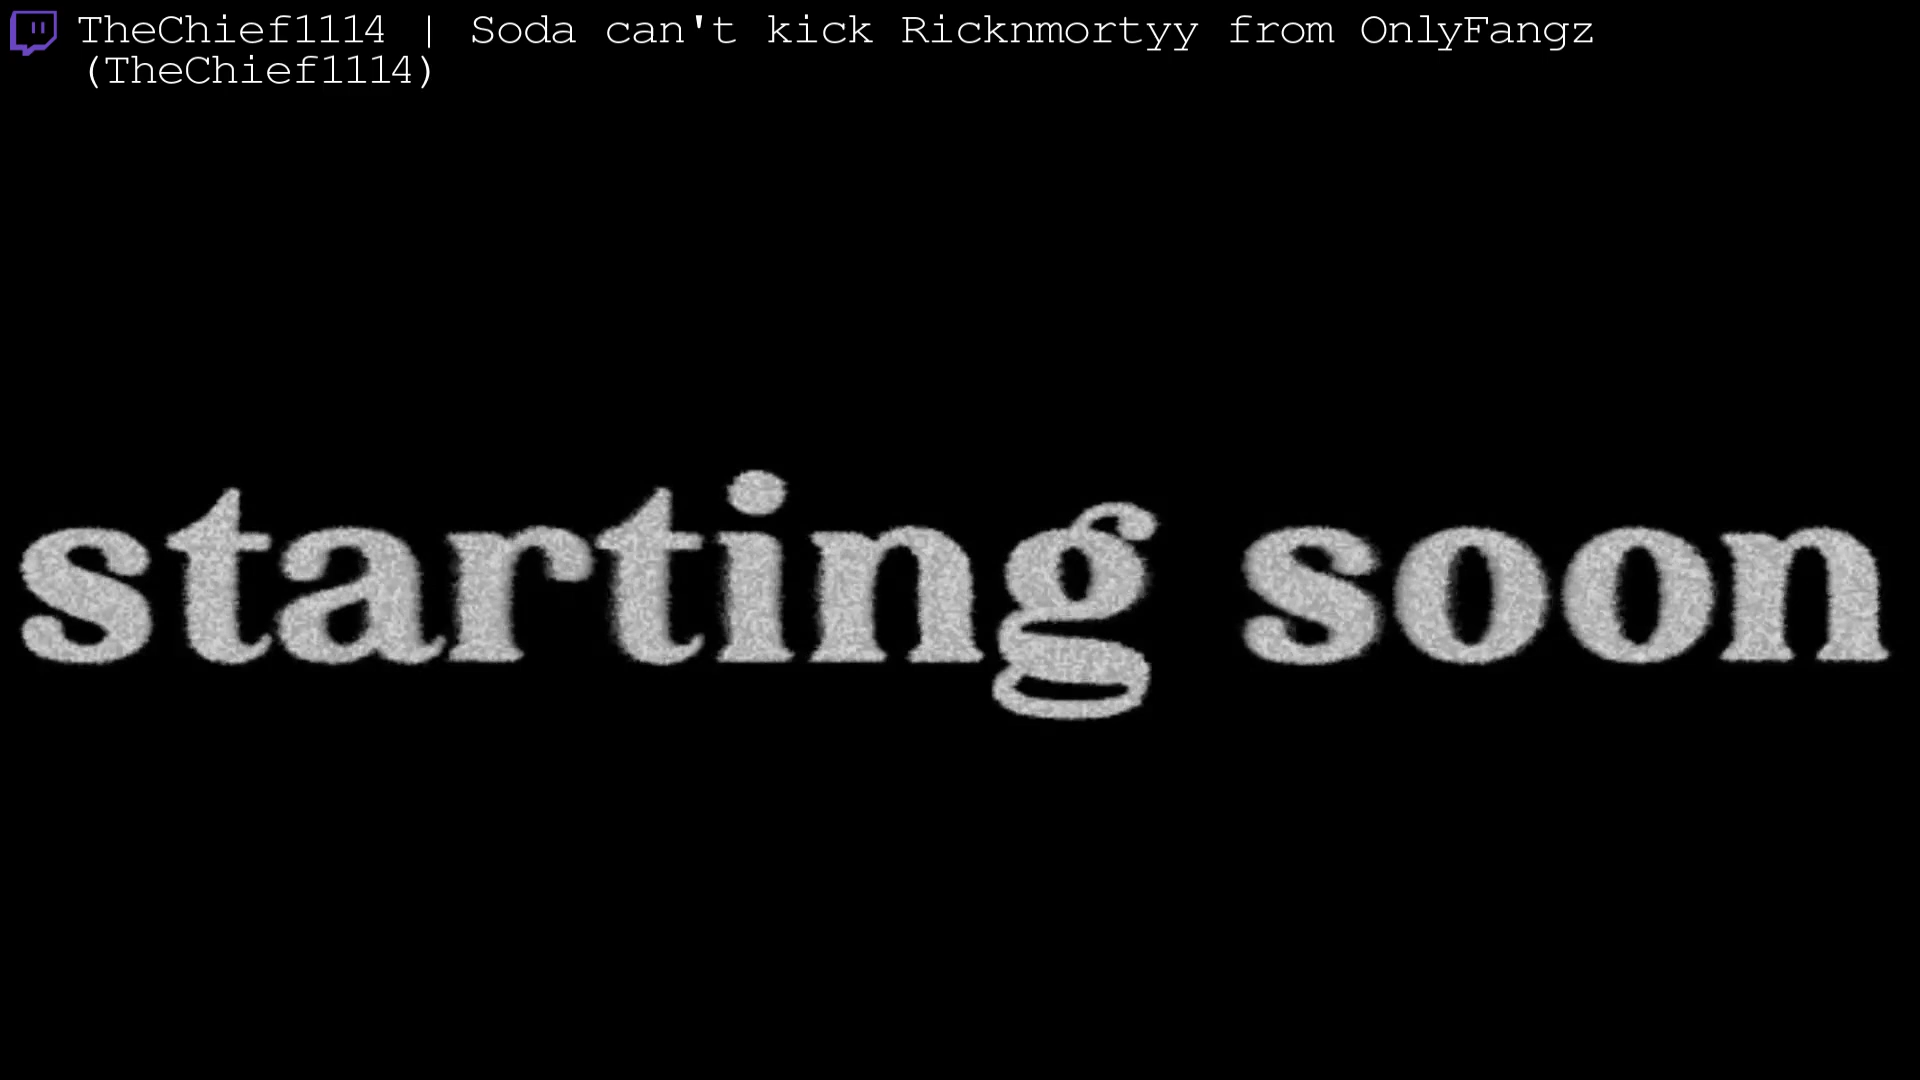 TheChief1114 | Soda can't kick Ricknmortyy from OnlyFangz
(TheChief1114)
starting soon